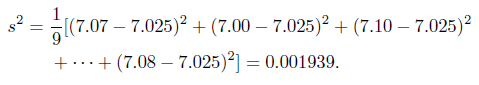 s² = 1/9[(7.07 − 7.025)² + (7.00 − 7.025)² + (7.10 − 7.025)²
+ ⋯ + (7.08 − 7.025)²] = 0.001939.